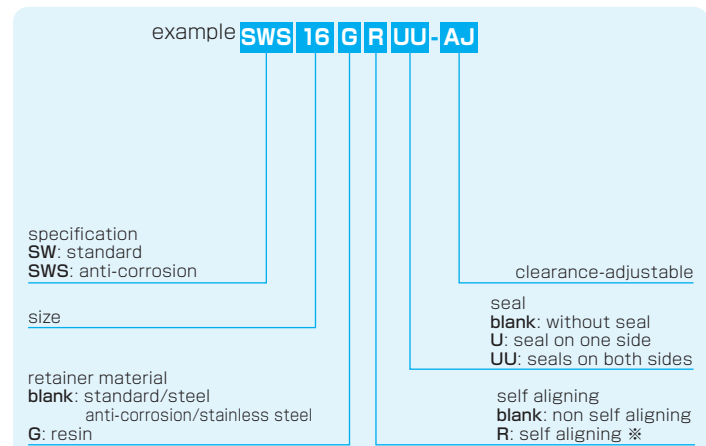 example SWS 16 G R UU - AJ
specification
SW: standard
SWS: anti-corrosion
size
retainer material
blank: standard/steel
anti-corrosion/stainless steel
G: resin
clearance-adjustable
seal
blank: without seal
U: seal on one side
UU: seals on both sides
self aligning
blank: non self aligning
R: self aligning ※